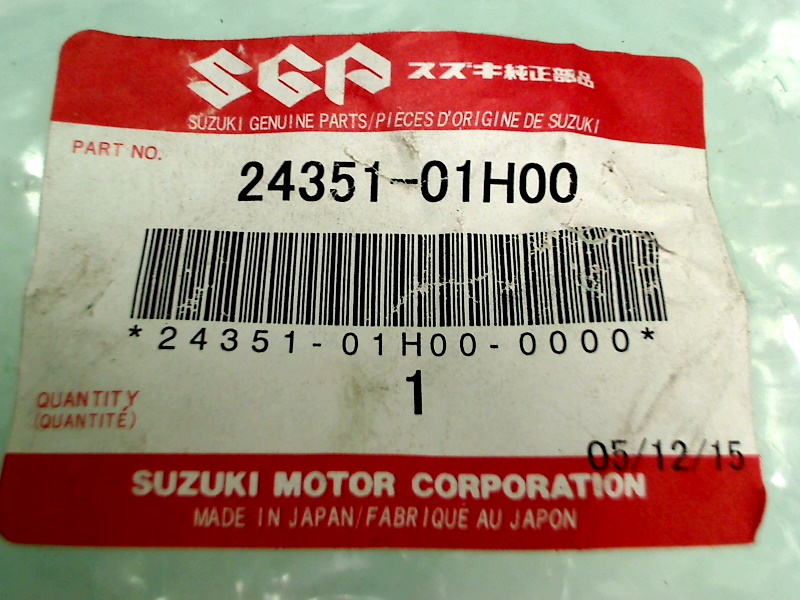 SGP スズキ純正部品
SUZUKI GENUINE PARTS/PIECES D'ORIGINE DE SUZUKI
PART NO.
24351-01H00
*24351-01H00-0000*
QUANTITY
(QUANTITÉ)
1
05/12/15
SUZUKI MOTOR CORPORATION
MADE IN JAPAN/FABRIQUÉ AU JAPON